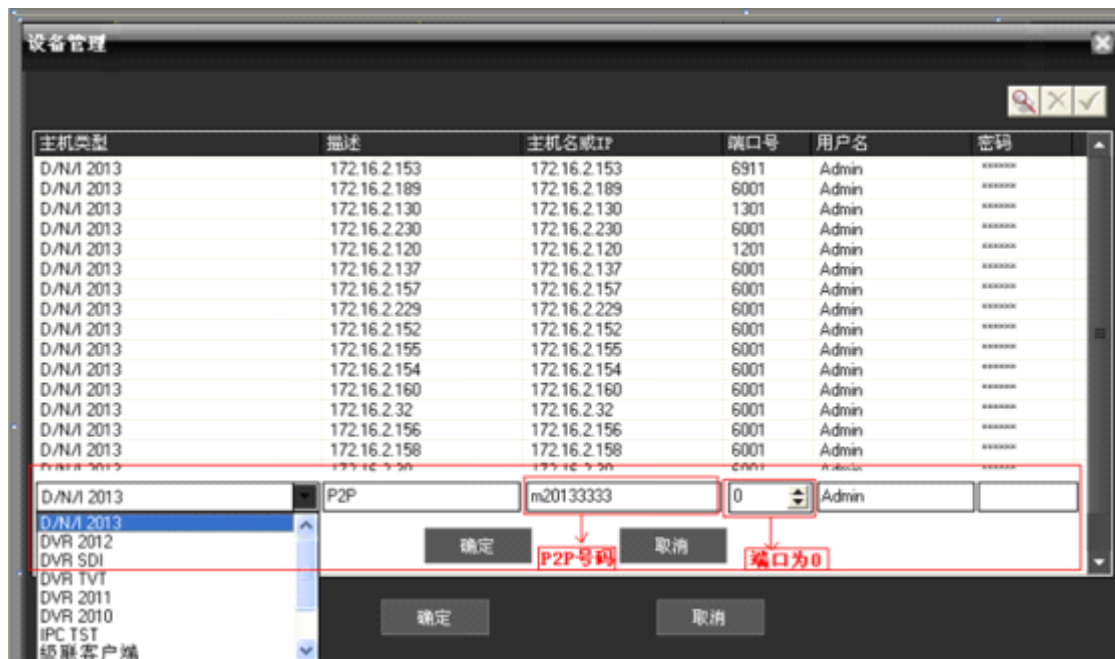 设备管理
主机类型 描述 主机名或IP 端口号 用户名 密码
D/N/I 2013 172.16.2.153 172.16.2.153 6911 Admin ******
D/N/I 2013 172.16.2.189 172.16.2.189 6001 Admin ******
D/N/I 2013 172.16.2.130 172.16.2.130 1301 Admin ******
D/N/I 2013 172.16.2.230 172.16.2.230 6001 Admin ******
D/N/I 2013 172.16.2.120 172.16.2.120 1201 Admin ******
D/N/I 2013 172.16.2.137 172.16.2.137 6001 Admin ******
D/N/I 2013 172.16.2.157 172.16.2.157 6001 Admin ******
D/N/I 2013 172.16.2.229 172.16.2.229 6001 Admin ******
D/N/I 2013 172.16.2.152 172.16.2.152 6001 Admin ******
D/N/I 2013 172.16.2.155 172.16.2.155 6001 Admin ******
D/N/I 2013 172.16.2.154 172.16.2.154 6001 Admin ******
D/N/I 2013 172.16.2.160 172.16.2.160 6001 Admin ******
D/N/I 2013 172.16.2.32 172.16.2.32 6001 Admin ******
D/N/I 2013 172.16.2.156 172.16.2.156 6001 Admin ******
D/N/I 2013 172.16.2.158 172.16.2.158 6001 Admin ******
D/N/I 2013 P2P m20133333 0 Admin
D/N/I 2013
DVR 2012
DVR SDI
DVR TVT
DVR 2011
DVR 2010
IPC TST
级联客户端
确定 取消
P2P号码 端口为0
确定 取消